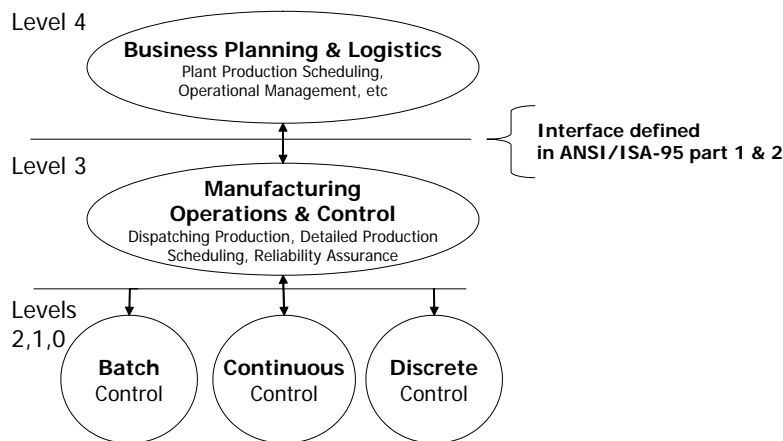 Level 4
Business Planning & Logistics
Plant Production Scheduling,
Operational Management, etc
Interface defined
in ANSI/ISA-95 part 1 & 2
Level 3
Manufacturing
Operations & Control
Dispatching Production, Detailed Production
Scheduling, Reliability Assurance
Levels
2,1,0
Batch
Control
Continuous
Control
Discrete
Control